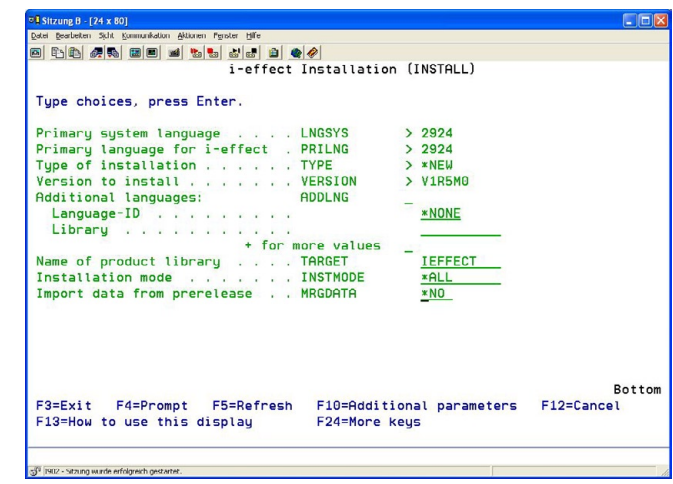 Sitzung B - [24 x 80]
Datei Bearbeiten Sicht Kommunikation Aktionen Fenster Hilfe
i-effect Installation (INSTALL)
Type choices, press Enter.
Primary system language . . . . LNGSYS > 2924
Primary language for i-effect . PRILNG > 2924
Type of installation . . . . . . TYPE > *NEW
Version to install . . . . . . . VERSION > V1R5M0
Additional languages: ADDLNG _
Language-ID . . . . . . . . . *NONE
Library . . . . . . . . . . .
+ for more values _
Name of product library . . . . TARGET IEFFECT
Installation mode . . . . . . . INSTMODE *ALL
Import data from prerelease . . MRGDATA *NO
Bottom
F3=Exit F4=Prompt F5=Refresh F10=Additional parameters F12=Cancel
F13=How to use this display F24=More keys
I902 - Sitzung wurde erfolgreich gestartet.